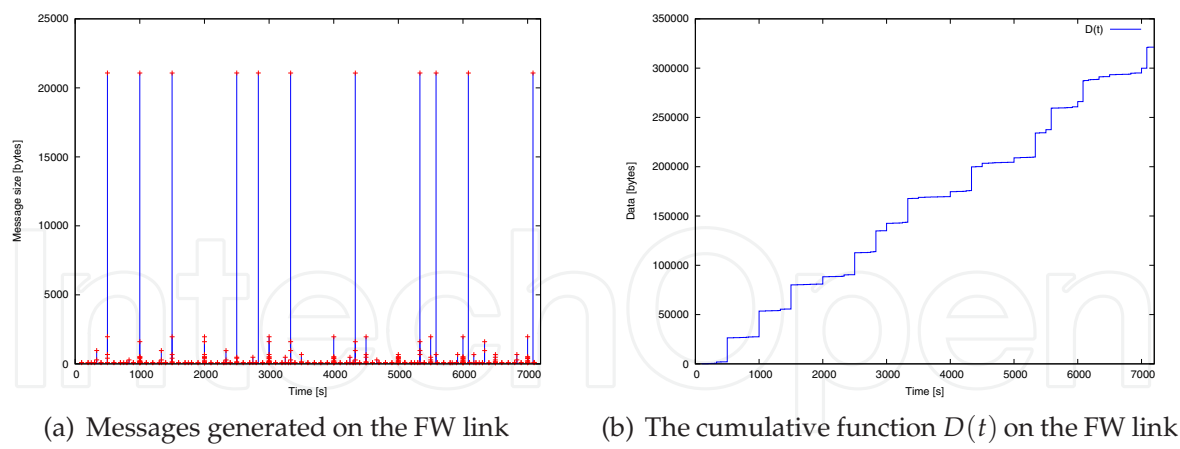 25000
20000
15000
10000
5000
0
Message size [bytes]
0 1000 2000 3000 4000 5000 6000 7000
Time [s]
(a) Messages generated on the FW link
350000
300000
250000
200000
150000
100000
50000
0
Data [bytes]
D(t)
1000 2000 3000 4000 5000 6000 7000
Time [s]
(b) The cumulative function D(t) on the FW link
IntechOpen